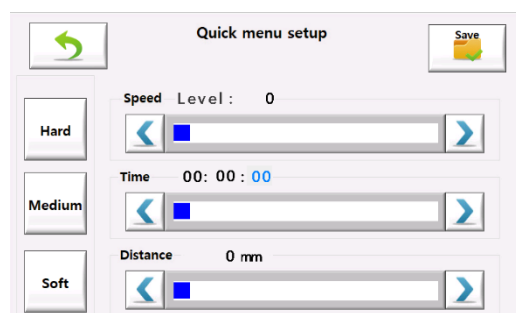 Quick menu setup
Save
Speed Level : 0
Hard
Time 00: 00 : 00
Medium
Distance 0 mm
Soft